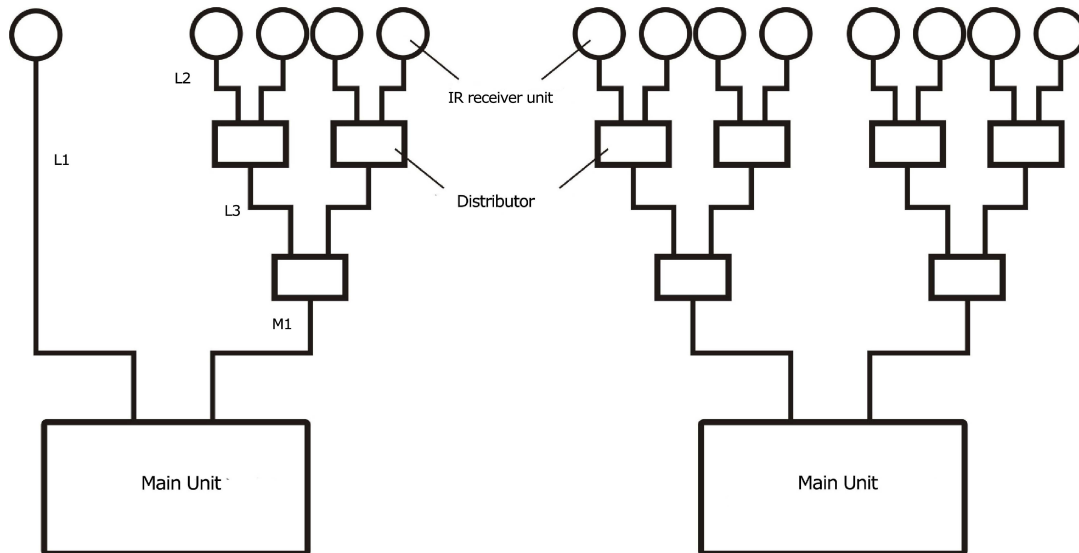 L2
IR receiver unit
L1
Distributor
L3
M1
Main Unit
Main Unit